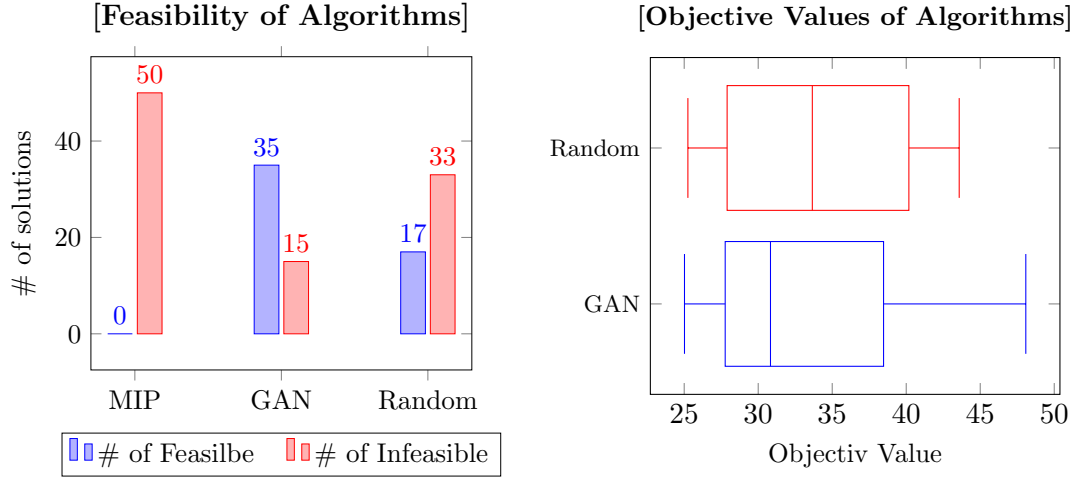 [Feasibility of Algorithms]
50
35
33
17
15
0
40
20
0
# of solutions
MIP GAN Random
# of Feasilbe # of Infeasible
[Objective Values of Algorithms]
Random
GAN
25 30 35 40 45 50
Objectiv Value